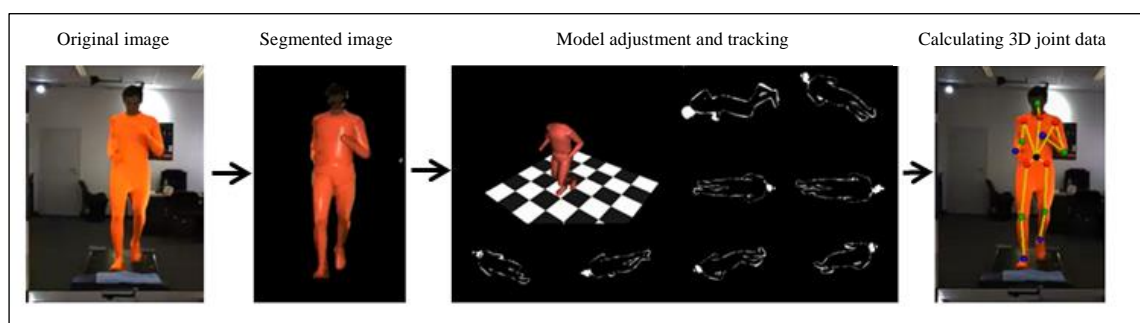 Original image
Segmented image
Model adjustment and tracking
Calculating 3D joint data